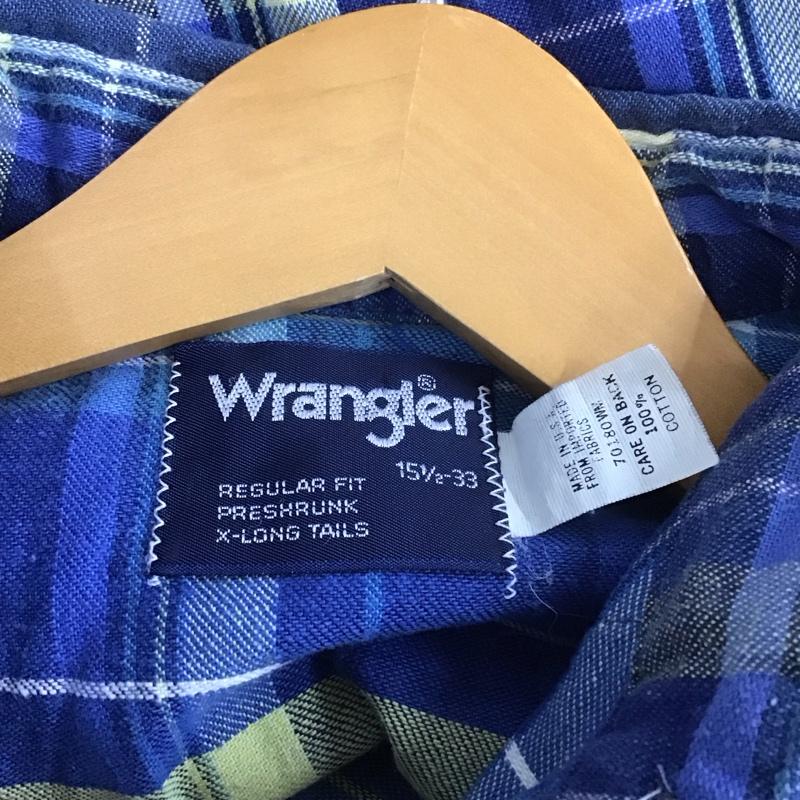 Wrangler®
15½-33
REGULAR FIT
PRESHRUNK
X-LONG TAILS
MADE IN U.S.A.
FROM IMPORTED
FABRICS
CARE ON BACK
100%
COTTON